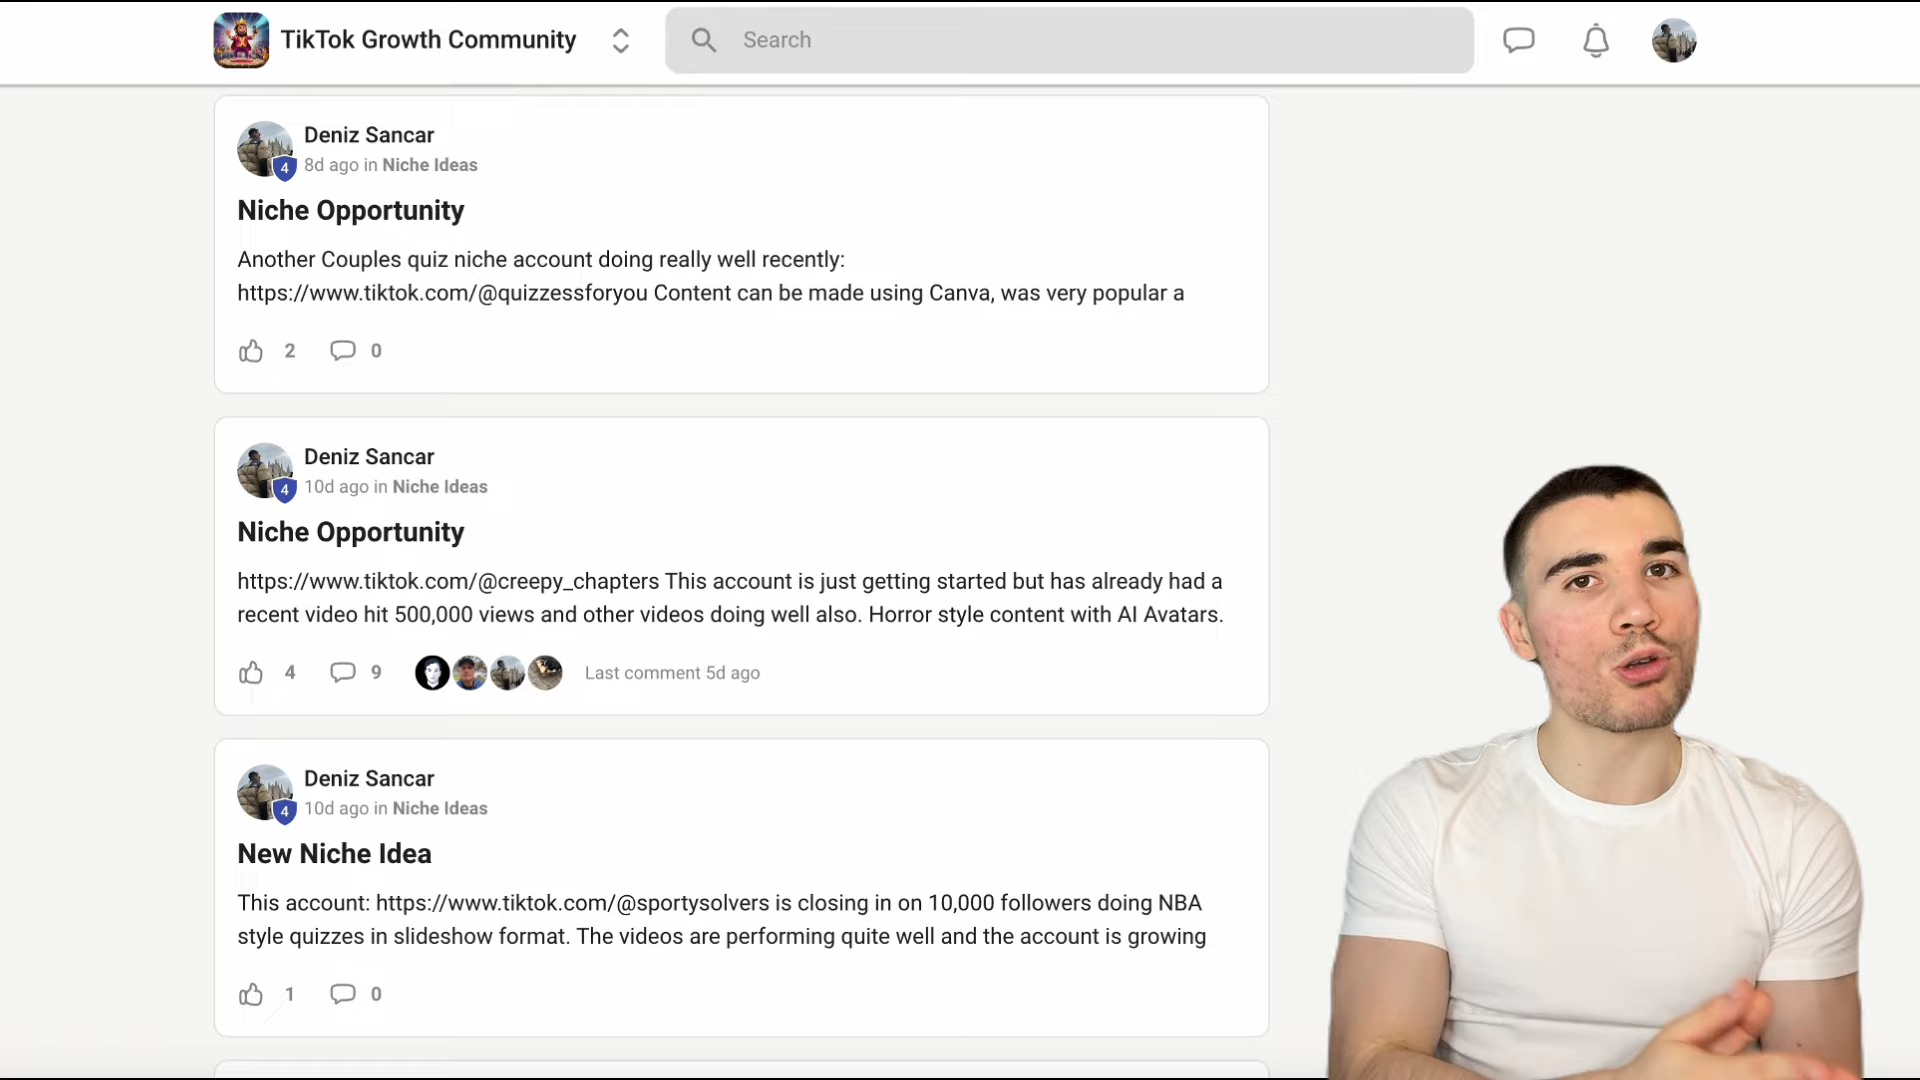 TikTok Growth Community
Search
Deniz Sancar
4
8d ago in Niche Ideas
Niche Opportunity
Another Couples quiz niche account doing really well recently:
https://www.tiktok.com/@quizzessforyou Content can be made using Canva, was very popular a
2 0
Deniz Sancar
4
10d ago in Niche Ideas
Niche Opportunity
https://www.tiktok.com/@creepy_chapters This account is just getting started but has already had a
recent video hit 500,000 views and other videos doing well also. Horror style content with AI Avatars.
4 9 Last comment 5d ago
Deniz Sancar
4
10d ago in Niche Ideas
New Niche Idea
This account: https://www.tiktok.com/@sportysolvers is closing in on 10,000 followers doing NBA
style quizzes in slideshow format. The videos are performing quite well and the account is growing
1 0